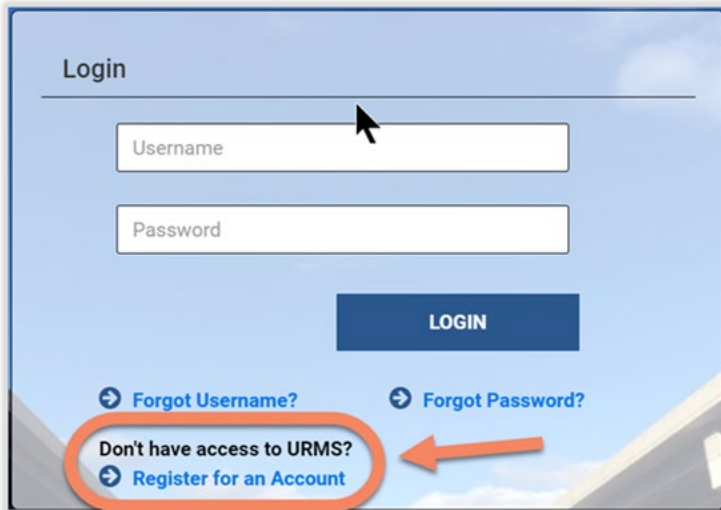 Login
Username
Password
LOGIN
Forgot Username?
Forgot Password?
Don't have access to URMS?
Register for an Account